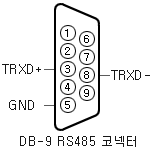 ①
⑥
②
⑦
TRXD+
③
⑧
TRXD-
④
⑨
GND
⑤
DB-9 RS485 코넥터